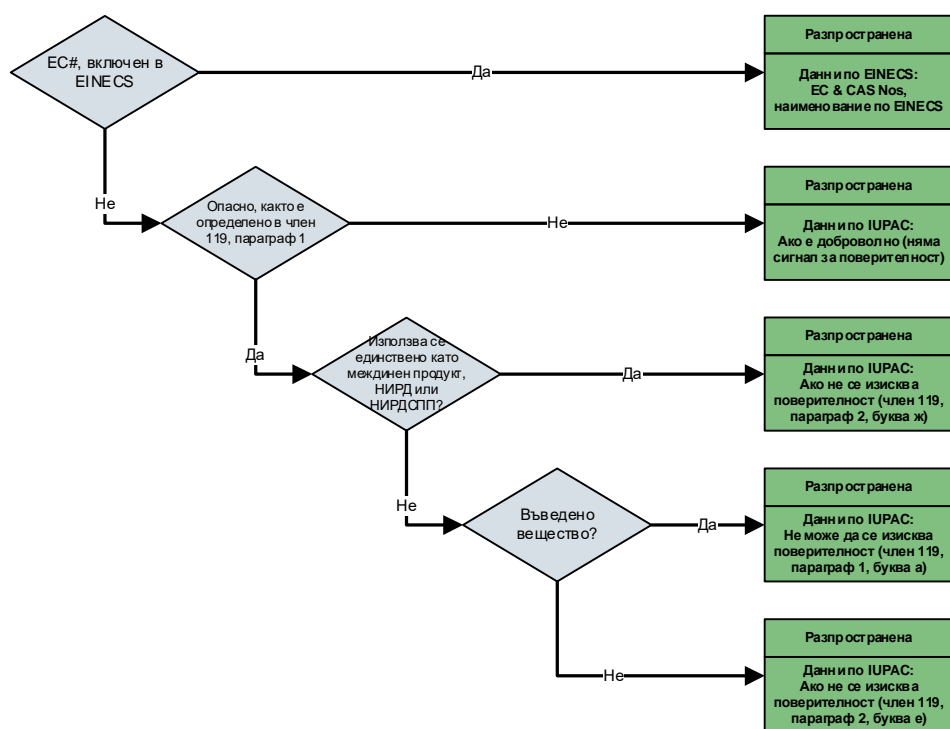 EC#, включен в
EINECS
Да
Разпространена
Данни по EINECS:
EC & CAS Nos,
наименование по EINECS
Не
Опасно, както е
определено в член
119, параграф 1
Не
Разпространена
Данни по IUPAC:
Ако е доброволно (няма
сигнал за поверителност)
Да
Използва се
единствено като
междинен продукт,
НИРД или
НИРДСПП?
Да
Разпространена
Данни по IUPAC:
Ако не се изисква
поверителност (член 119,
параграф 2, буква ж)
Не
Въведено
вещество?
Да
Разпространена
Данни по IUPAC:
Не може да се изисква
поверителност (член 119,
параграф 1, буква а)
Не
Разпространена
Данни по IUPAC:
Ако не се изисква
поверителност (член 119,
параграф 2, буква е)